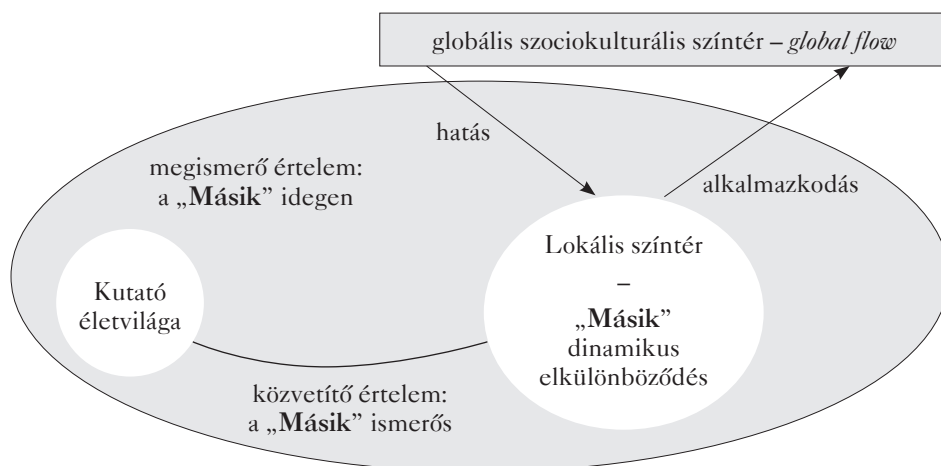 globális szociokulturális színtér – global flow
hatás
megismerő értelem:
a „Másik” idegen
alkalmazkodás
Lokális színtér
–
„Másik”
dinamikus
elkülönböződés
Kutató
életvilága
közvetítő értelem:
a „Másik” ismerős